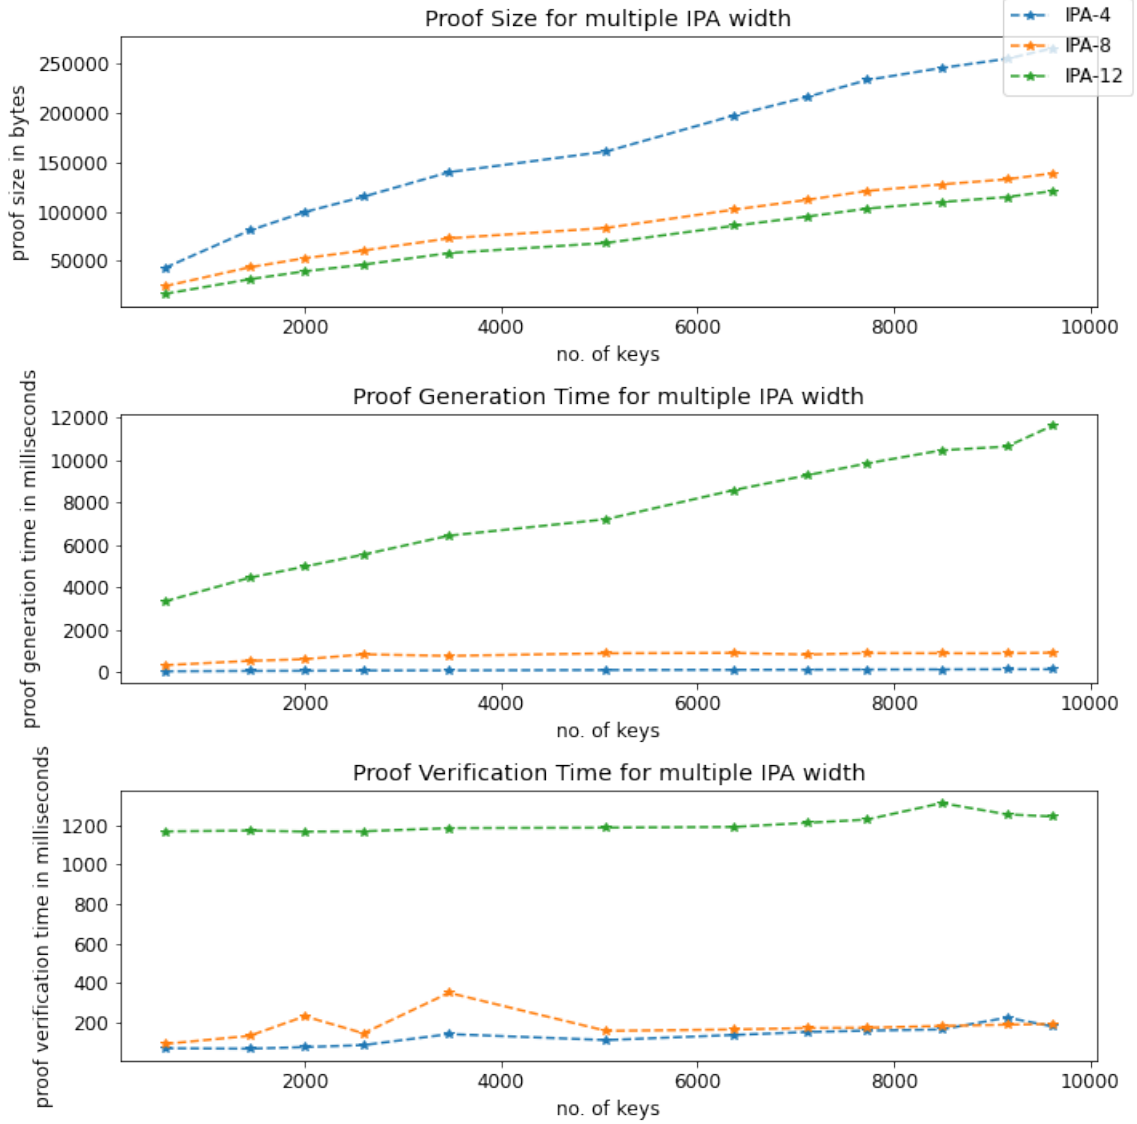 Proof Size for multiple IPA width
IPA-4
IPA-8
IPA-12
proof size in bytes
250000
200000
150000
100000
50000
2000 4000 6000 8000 10000
no. of keys
Proof Generation Time for multiple IPA width
proof generation time in milliseconds
12000
10000
8000
6000
4000
2000
0
2000 4000 6000 8000 10000
no. of keys
Proof Verification Time for multiple IPA width
proof verification time in milliseconds
1200
1000
800
600
400
200
2000 4000 6000 8000 10000
no. of keys